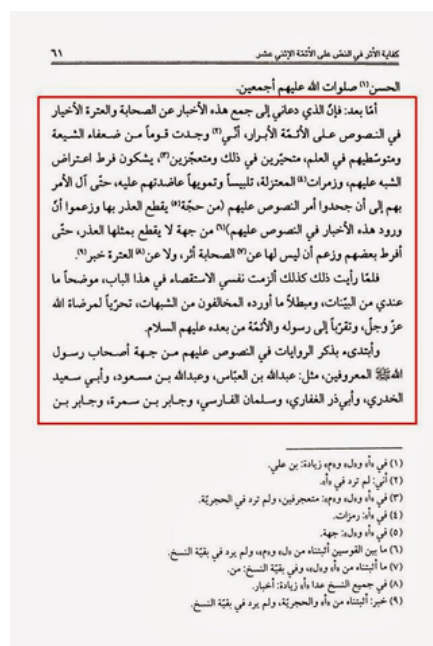 كفاية الأثر في النصّ على الأئمّة الإثني عشر ٦١
الحسن(١) صلوات الله عليهم أجمعين.
أمّا بعد: فإنّ الذي دعاني إلى جمع هذه الأخبار عن الصحابة والعترة الأخيار
في النصوص على الأئمّة الأبرار، أنّي(٢) وجدت قوماً من ضعفاء الشيعة
ومتوسّطيهم في العلم، متحيّرين في ذلك ومتعجّزين(٣)، يشكون فرط اعتراض
الشبه عليهم، وزمرات(٤) المعتزلة، تلبيساً وتمويهاً عاضدتهم عليه، حتّى آل الأمر
بهم إلى أن جحدوا أمر النصوص عليهم (من حجّة(٥) يقطع العذر بها وزعموا أنّ
ورود هذه الأخبار في النصوص عليهم)(٦) من جهة لا يقطع بمثلها العذر، حتّى
أفرط بعضهم وزعم أن ليس لها عن(٧) الصحابة أثر، ولا عن(٨) العترة خبر(٩).
فلمّا رأيت ذلك كذلك ألزمت نفسي الاستقصاء في هذا الباب، موضحاً ما
عندي من البيّنات، ومبطلاً ما أورده المخالفون من الشبهات، تحرّياً لمرضاة الله
عزّ وجلّ، وتقرّباً إلى رسوله والأئمّة من بعده عليهم السلام.
وأبتدىء بذكر الروايات في النصوص عليهم من جهة أصحاب رسول
اللهﷺ المعروفين، مثل: عبدالله بن العبّاس، وعبدالله بن مسعود، وأبي سعيد
الخدري، وأبي‌ذر الغفاري، وسلمان الفارسي، وجابر بن سمرة، وجابر بن
(١) في «أ» و«ل» و«م» زيادة: بن علي.
(٢) أنّي: لم ترد في «أ».
(٣) في «أ» و«ل» و«م»: متعجرفين، ولم ترد في الحجريّة.
(٤) في «أ»: رمزات.
(٥) في «أ» و«ل»: جهة.
(٦) ما بين القوسين أثبتناه من «ل» و«م»، ولم يرد في بقيّة النسخ.
(٧) ما أثبتناه من «أ» و«ل»، وفي بقيّة النسخ: من.
(٨) في جميع النسخ عدا «أ» زيادة: أخبار.
(٩) خبر: أثبتناه من «أ» والحجريّة، ولم يرد في بقيّة النسخ.